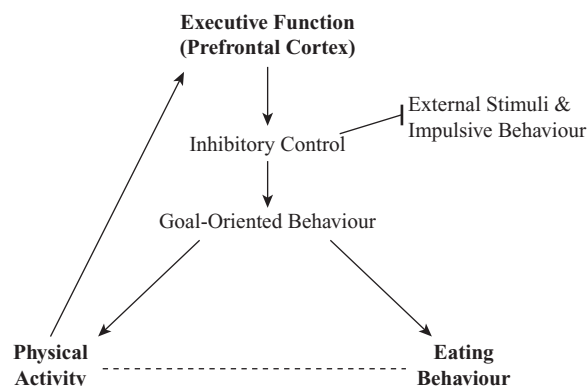 Executive Function
(Prefrontal Cortex)
External Stimuli &
Impulsive Behaviour
Inhibitory Control
Goal-Oriented Behaviour
Physical
Activity
Eating
Behaviour